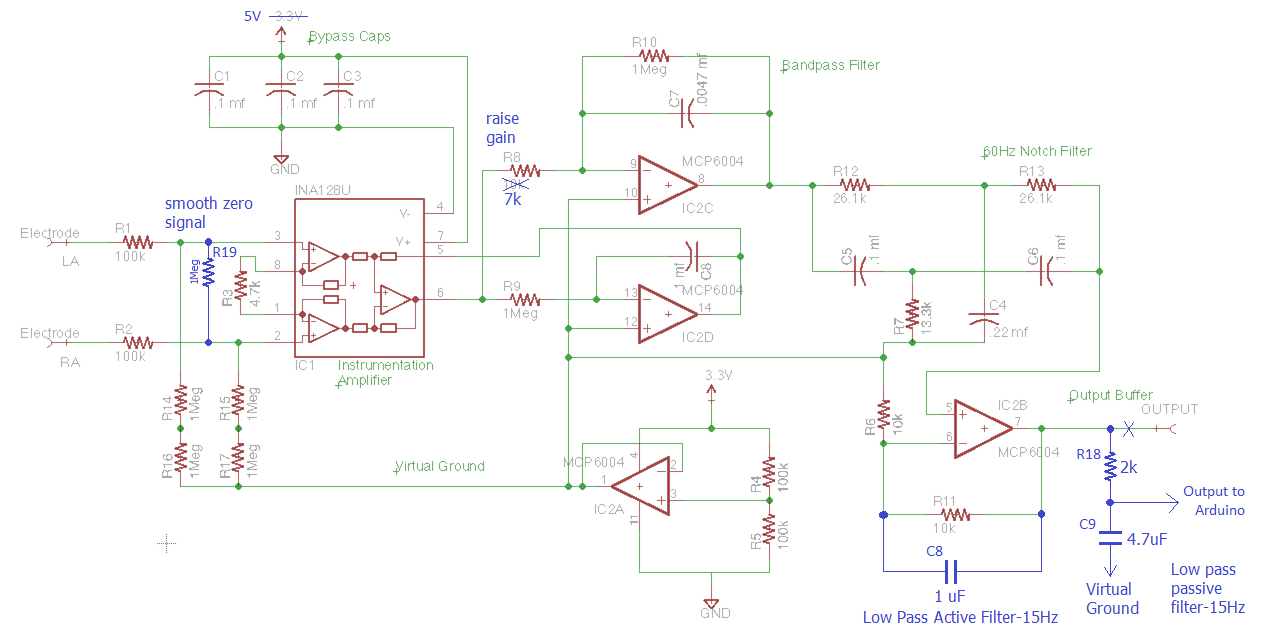 5V 3.3V
Bypass Caps
C1
.1 mf
C2
.1 mf
C3
.1 mf
GND
R10
1Meg
C7
.0047 mf
Bandpass Filter
raise
gain
R8
10k
7k
9
10
8
MCP6004
IC2C
60Hz Notch Filter
R12
26.1k
R13
26.1k
INA128U
V-
4
V+
7
5
6
3
8
1
2
IC1
Instrumentation
Amplifier
smooth zero
signal
Electrode
LA
R1
100k
R19
1Meg
R3
4.7k
Electrode
RA
R2
100k
R9
1Meg
1 mf
C8
MCP6004
13
12
14
IC2D
C5
.1 mf
C6
.1 mf
R7
13.3k
C4
.22mf
R14
1Meg
R15
1Meg
R16
1Meg
R17
1Meg
Virtual Ground
3.3V
MCP6004
IC2A
1
4
2
3
11
R4
100k
R5
100k
GND
R6
10k
5
6
7
IC2B
MCP6004
Output Buffer
OUTPUT
R11
10k
C8
1 uF
Low Pass Active Filter-15Hz
R18
2k
Output to
Arduino
C9
4.7uF
Virtual
Ground
Low pass
passive
filter-15Hz